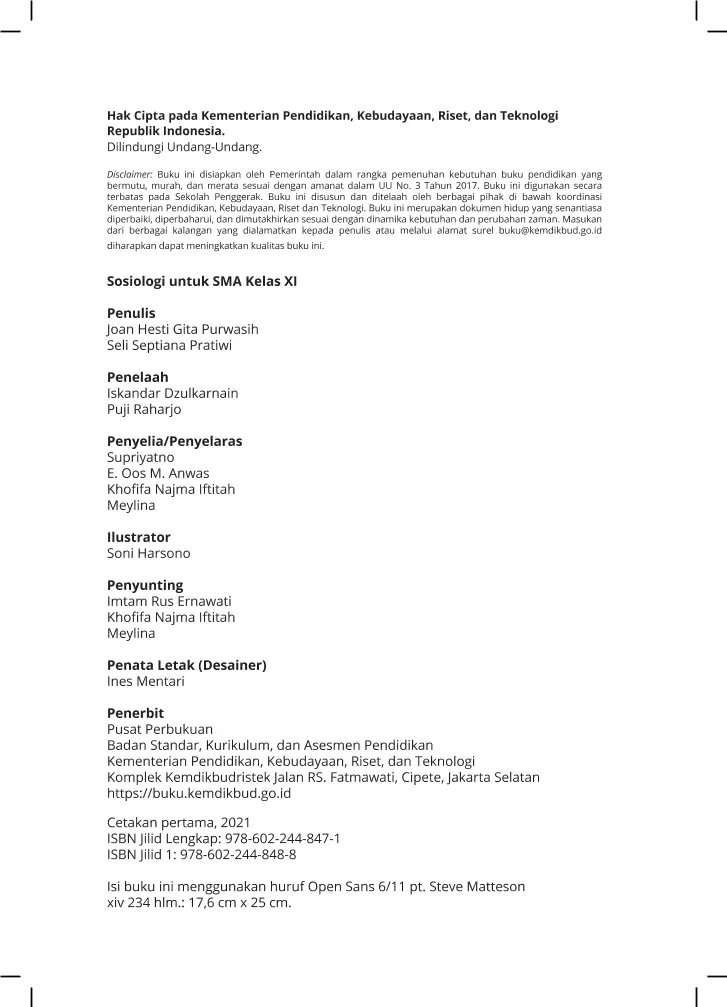 Hak Cipta pada Kementerian Pendidikan, Kebudayaan, Riset, dan Teknologi
Republik Indonesia.
Dilindungi Undang-Undang.
Disclaimer: Buku ini disiapkan oleh Pemerintah dalam rangka pemenuhan kebutuhan buku pendidikan yang
bermutu, murah, dan merata sesuai dengan amanat dalam UU No. 3 Tahun 2017. Buku ini digunakan secara
terbatas pada Sekolah Penggerak. Buku ini disusun dan ditelaah oleh berbagai pihak di bawah koordinasi
Kementerian Pendidikan, Kebudayaan, Riset dan Teknologi. Buku ini merupakan dokumen hidup yang senantiasa
diperbaiki, diperbaharui, dan dimutakhirkan sesuai dengan dinamika kebutuhan dan perubahan zaman. Masukan
dari berbagai kalangan yang dialamatkan kepada penulis atau melalui alamat surel buku@kemdikbud.go.id
diharapkan dapat meningkatkan kualitas buku ini.
Sosiologi untuk SMA Kelas XI
Penulis
Joan Hesti Gita Purwasih
Seli Septiana Pratiwi
Penelaah
Iskandar Dzulkarnain
Puji Raharjo
Penyelia/Penyelaras
Supriyatno
E. Oos M. Anwas
Khofifa Najma Iftitah
Meylina
Ilustrator
Soni Harsono
Penyunting
Imtam Rus Ernawati
Khofifa Najma Iftitah
Meylina
Penata Letak (Desainer)
Ines Mentari
Penerbit
Pusat Perbukuan
Badan Standar, Kurikulum, dan Asesmen Pendidikan
Kementerian Pendidikan, Kebudayaan, Riset, dan Teknologi
Komplek Kemdikbudristek Jalan RS. Fatmawati, Cipete, Jakarta Selatan
https://buku.kemdikbud.go.id
Cetakan pertama, 2021
ISBN Jilid Lengkap: 978-602-244-847-1
ISBN Jilid 1: 978-602-244-848-8
Isi buku ini menggunakan huruf Open Sans 6/11 pt. Steve Matteson
xiv 234 hlm.: 17,6 cm x 25 cm.